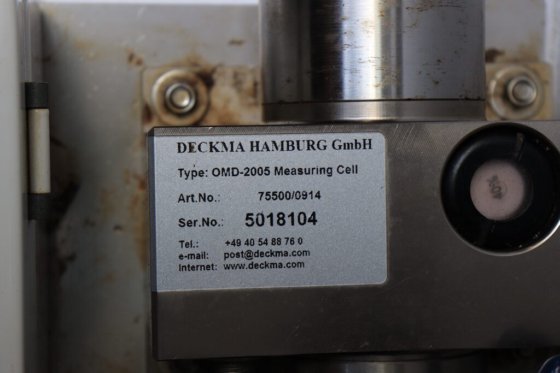 DECKMA HAMBURG GmbH
Type: OMD-2005 Measuring Cell
Art.No.: 75500/0914
Ser.No.: 5018104
Tel.: +49 40 54 88 76 0
e-mail: post@deckma.com
Internet: www.deckma.com